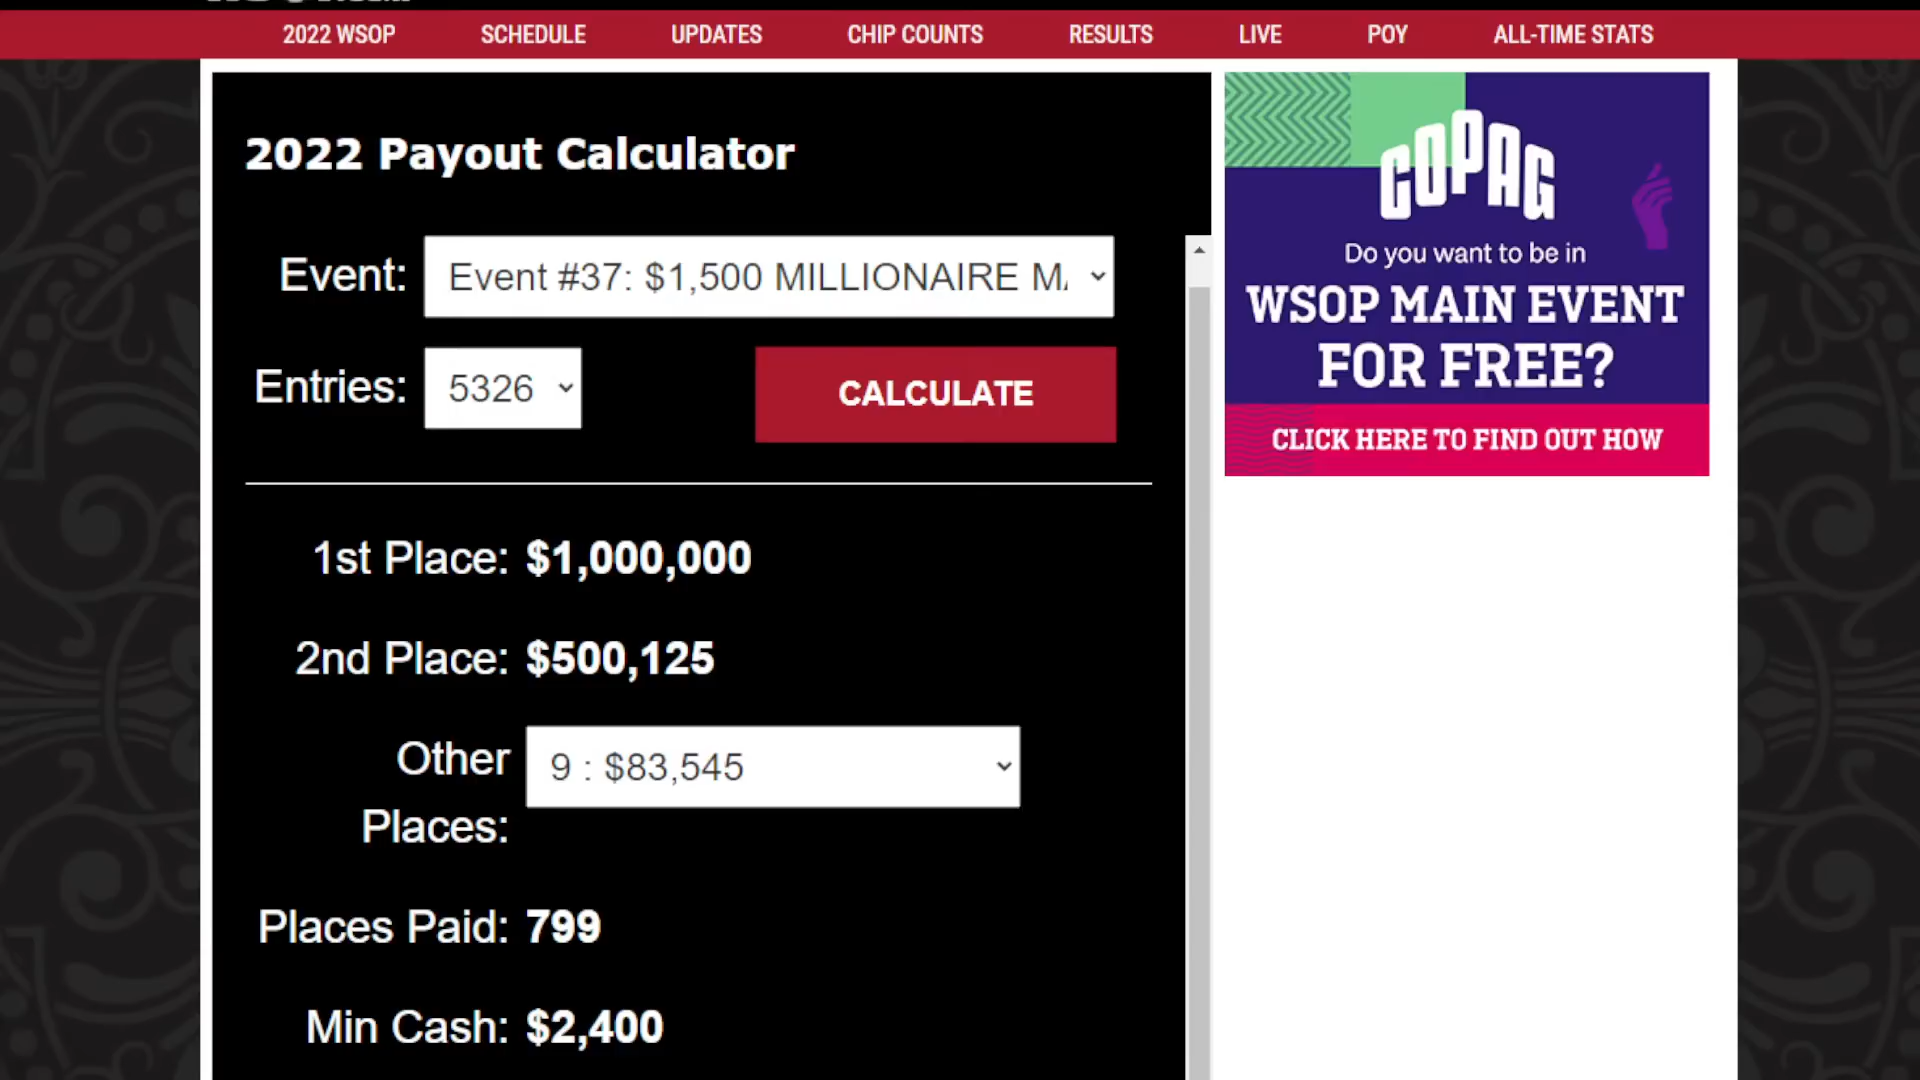 2022 WSOP SCHEDULE UPDATES CHIP COUNTS RESULTS LIVE POY ALL-TIME STATS
2022 Payout Calculator
Event: Event #37: $1,500 MILLIONAIRE M
Entries: 5326
CALCULATE
1st Place: $1,000,000
2nd Place: $500,125
Other Places: 9 : $83,545
Places Paid: 799
Min Cash: $2,400
COPAG
Do you want to be in
WSOP MAIN EVENT
FOR FREE?
CLICK HERE TO FIND OUT HOW